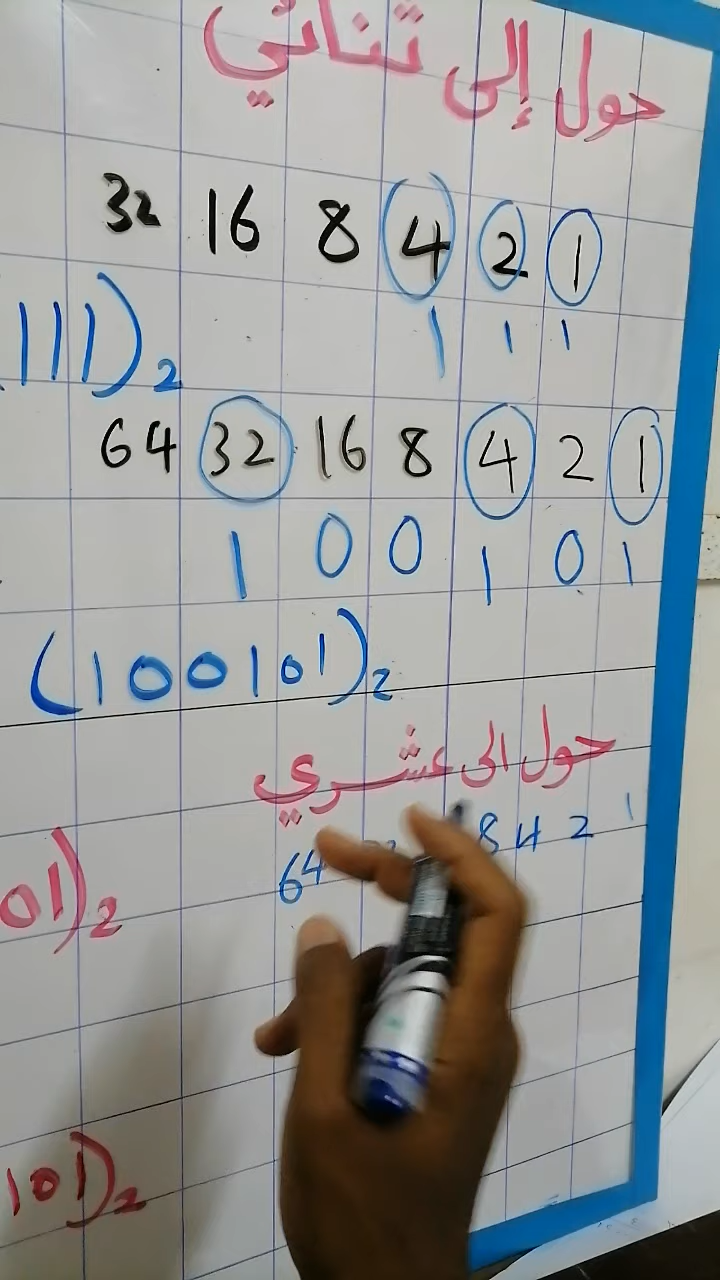 حول إلى ثنائي
32 16 8 4 2 1
1 1 1
111)2
64 32 16 8 4 2 1
1 0 0 1 0 1
(100101)2
حول الى عشري
64 8 4 2 1
01)2
101)2